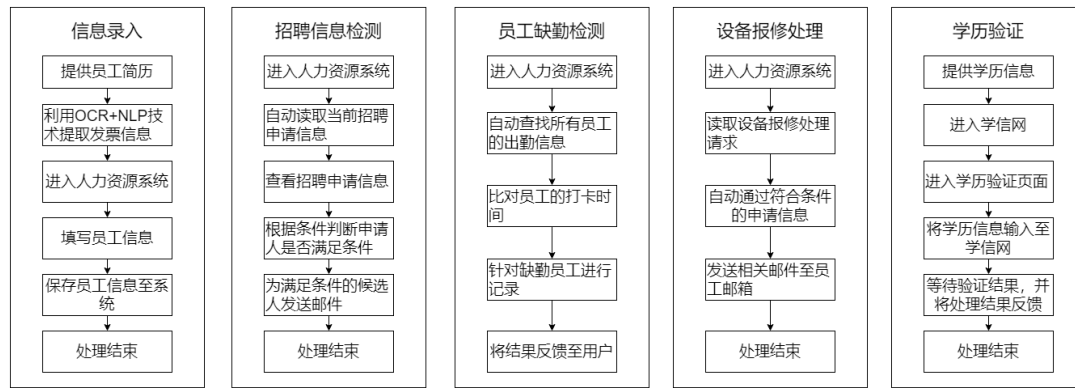 信息录入
提供员工简历
利用OCR+NLP技
术提取发票信息
进入人力资源系统
填写员工信息
保存员工信息至系
统
处理结束
招聘信息检测
进入人力资源系统
自动读取当前招聘
申请信息
查看招聘申请信息
根据条件判断申请
人是否满足条件
为满足条件的候选
人发送邮件
处理结束
员工缺勤检测
进入人力资源系统
自动查找所有员工
的出勤信息
比对员工的打卡
时间
针对缺勤员工进行
记录
将结果反馈至用户
设备报修处理
进入人力资源系统
读取设备报修处理
请求
自动通过符合条件
的申请信息
发送相关邮件至员
工邮箱
处理结束
学历验证
提供学历信息
进入学信网
进入学历验证页面
将学历信息输入至
学信网
等待验证结果，并
将处理结果反馈
处理结束